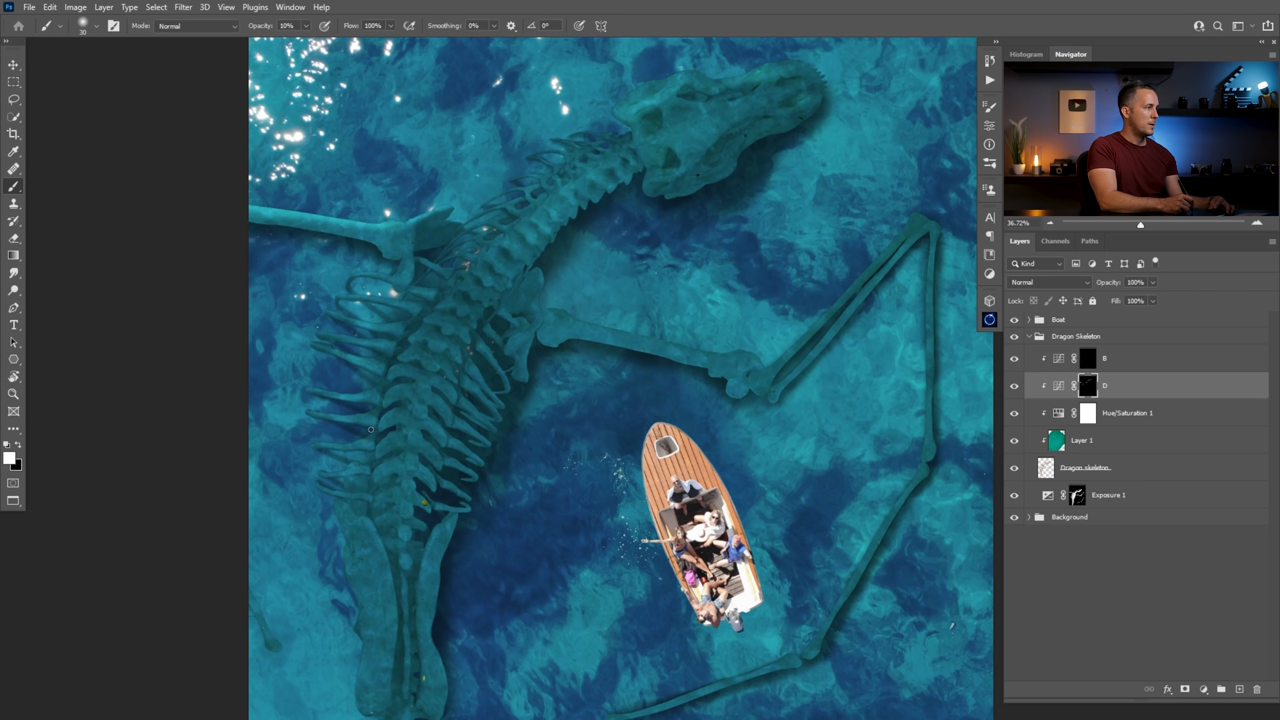 Ps File Edit Image Layer Type Select Filter 3D View Plugins Window Help
30 Mode: Normal Opacity: 10% Flow: 100% Smoothing: 0% 0°
Histogram Navigator
36.72%
Layers Channels Paths
Kind
Normal Opacity: 100%
Lock: Fill: 100%
Boat
Dragon Skeleton
B
D
Hue/Saturation 1
Layer 1
Dragon skeleton
Exposure 1
Background